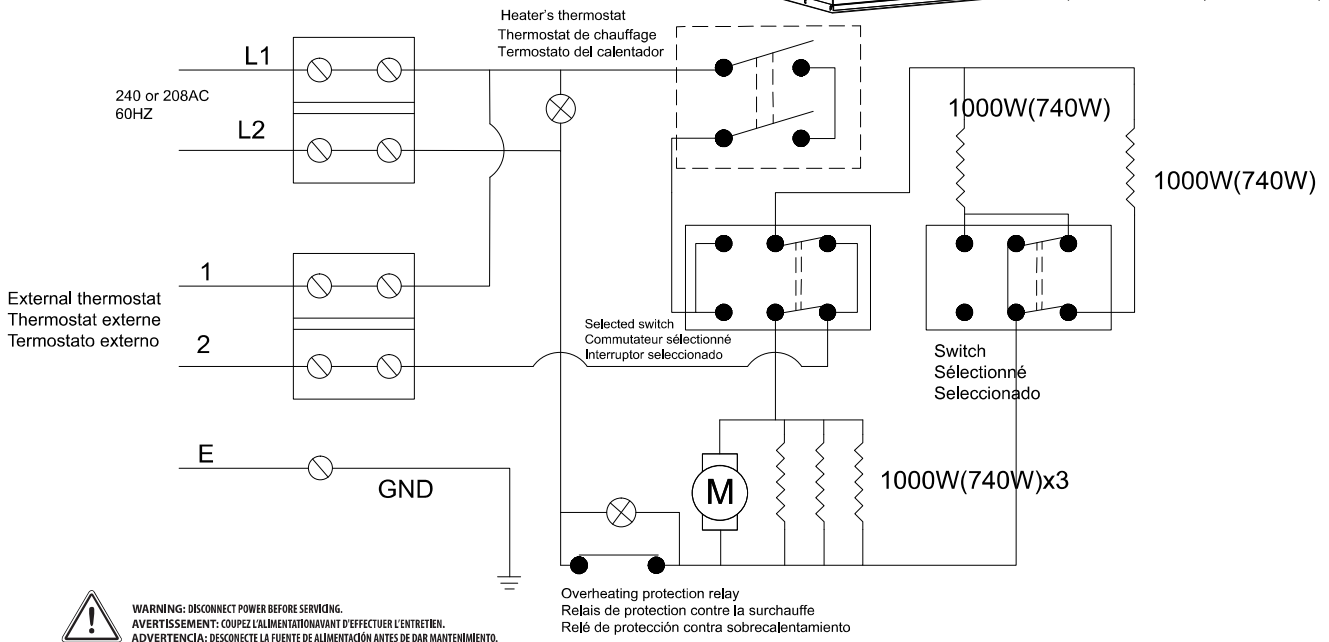 Heater's thermostat
Thermostat de chauffage
Termostato del calentador
L1
240 or 208AC
60HZ
L2
1000W(740W)
1000W(740W)
1
External thermostat
Thermostat externe
Termostato externo
2
Selected switch
Commutateur sélectionné
Interruptor seleccionado
Switch
Sélectionné
Seleccionado
E
GND
M
1000W(740W)x3
Overheating protection relay
Relais de protection contre la surchauffe
Relé de protección contra sobrecalentamiento
WARNING: DISCONNECT POWER BEFORE SERVICING.
AVERTISSEMENT: COUPEZ L'ALIMENTATIONAVANT D'EFFECTUER L'ENTRETIEN.
ADVERTENCIA: DESCONECTE LA FUENTE DE ALIMENTACIÓN ANTES DE DAR MANTENIMIENTO.